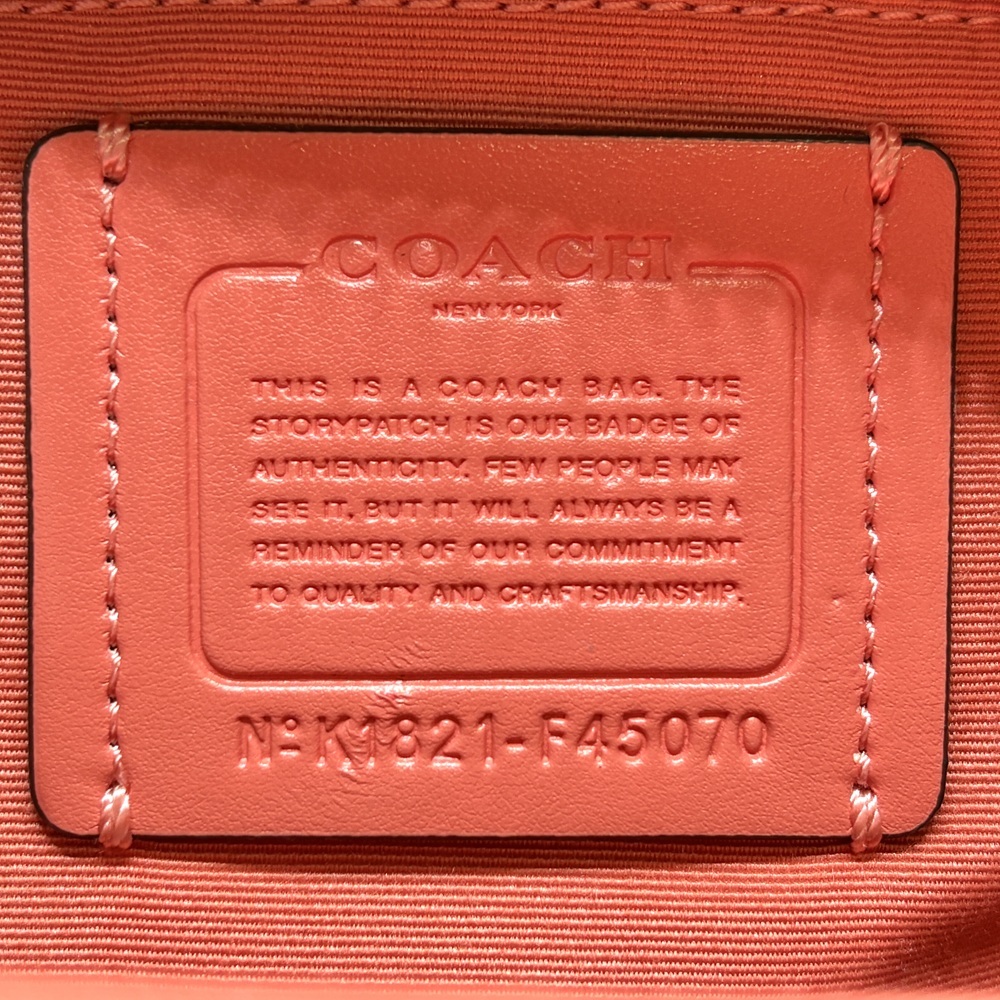 COACH
NEW YORK
THIS IS A COACH BAG. THE
STORYPATCH IS OUR BADGE OF
AUTHENTICITY. FEW PEOPLE MAY
SEE IT, BUT IT WILL ALWAYS BE A
REMINDER OF OUR COMMITMENT
TO QUALITY AND CRAFTSMANSHIP.
Nº K1821-F45070